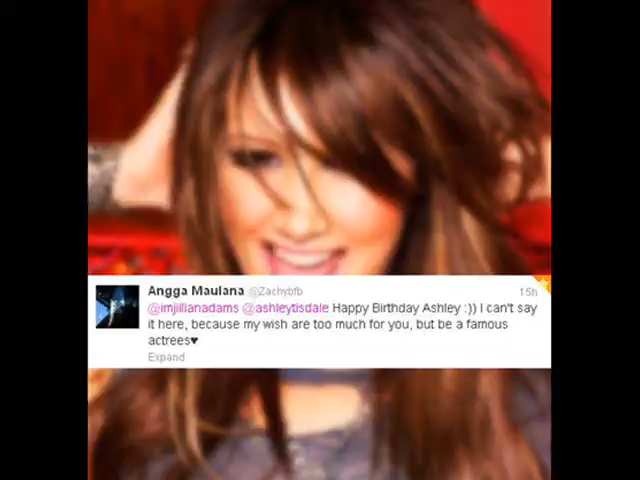 Angga Maulana @Zachybfb 15h
@imjillianadams @ashleytisdale Happy Birthday Ashley :)) I can't say
it here, because my wish are too much for you, but be a famous
actrees♥
Expand